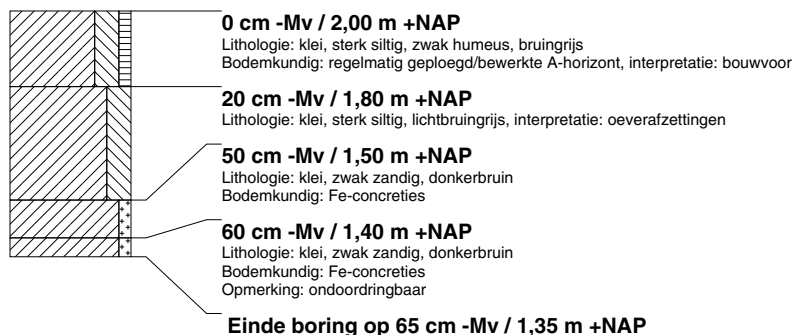 0 cm -Mv / 2,00 m +NAP
Lithologie: klei, sterk siltig, zwak humeus, bruingrijs
Bodemkundig: regelmatig geploegd/bewerkte A-horizont, interpretatie: bouwvoor
20 cm -Mv / 1,80 m +NAP
Lithologie: klei, sterk siltig, lichtbruingrijs, interpretatie: oeverafzettingen
50 cm -Mv / 1,50 m +NAP
Lithologie: klei, zwak zandig, donkerbruin
Bodemkundig: Fe-concreties
60 cm -Mv / 1,40 m +NAP
Lithologie: klei, zwak zandig, donkerbruin
Bodemkundig: Fe-concreties
Opmerking: ondoordringbaar
Einde boring op 65 cm -Mv / 1,35 m +NAP